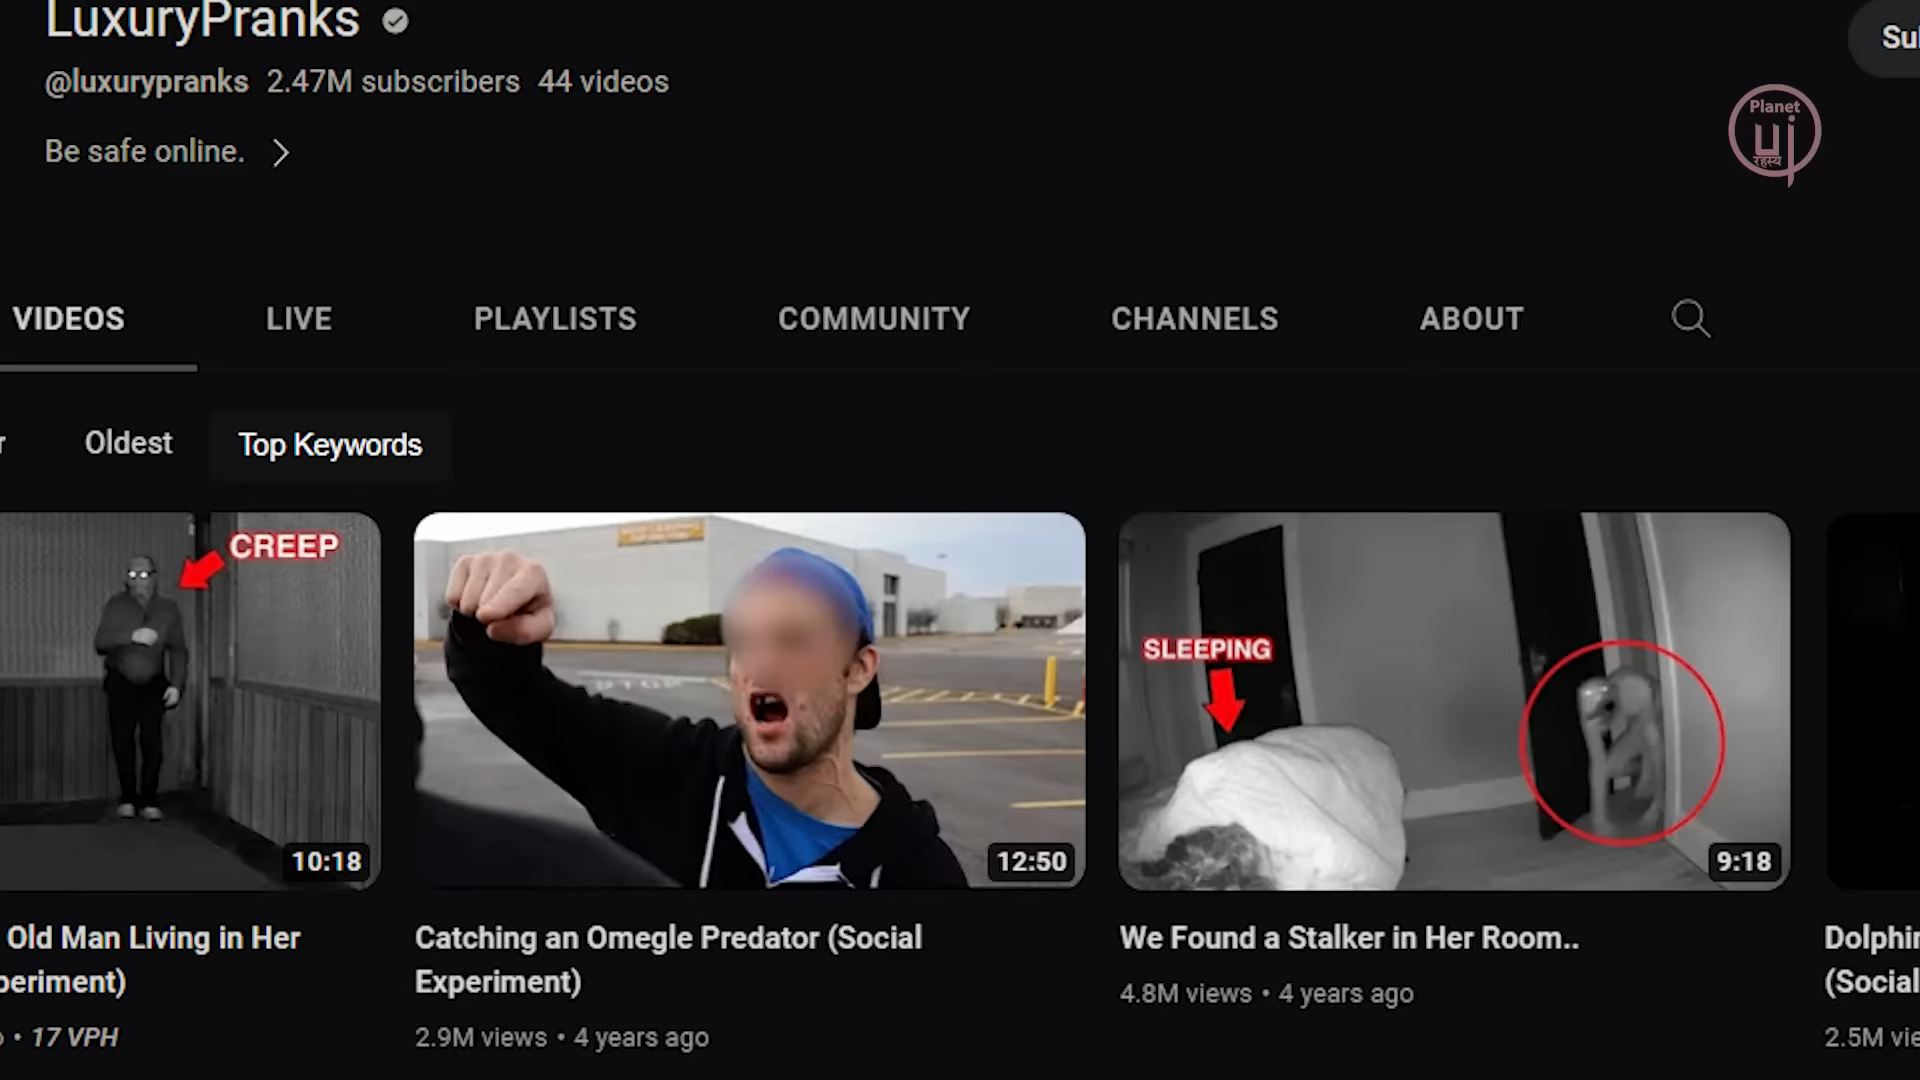 LuxuryPranks
@luxurypranks 2.47M subscribers 44 videos
Be safe online.
Planet
uj
रहस्य
VIDEOS LIVE PLAYLISTS COMMUNITY CHANNELS ABOUT
Oldest Top Keywords
CREEP
10:18
STOP
12:50
SLEEPING
9:18
Old Man Living in Her
Catching an Omegle Predator (Social
Experiment)
2.9M views • 4 years ago
We Found a Stalker in Her Room..
4.8M views • 4 years ago
(Social
2.5M
• 17 VPH